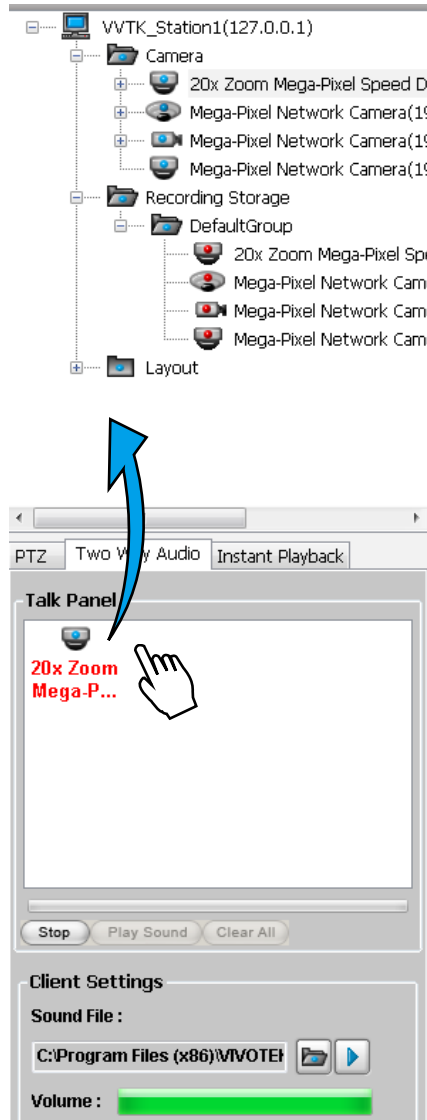 VVTK_Station1(127.0.0.1)
Camera
20x Zoom Mega-Pixel Speed D
Mega-Pixel Network Camera(19
Mega-Pixel Network Camera(19
Mega-Pixel Network Camera(19
Recording Storage
DefaultGroup
20x Zoom Mega-Pixel Spe
Mega-Pixel Network Cam
Mega-Pixel Network Cam
Mega-Pixel Network Cam
Layout
PTZ Two Way Audio Instant Playback
Talk Panel
20x Zoom
Mega-P...
Stop Play Sound Clear All
Client Settings
Sound File :
C:\Program Files (x86)\VIVOTEK
Volume :